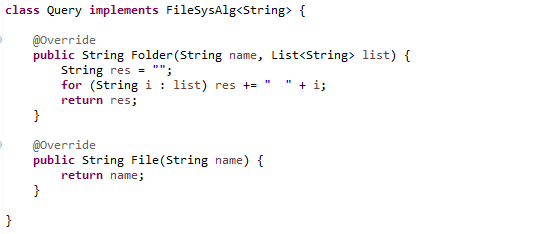 class Query implements FileSysAlg<String> {
@Override
public String Folder(String name, List<String> list) {
String res = "";
for (String i : list) res += "  " + i;
return res;
}
@Override
public String File(String name) {
return name;
}
}